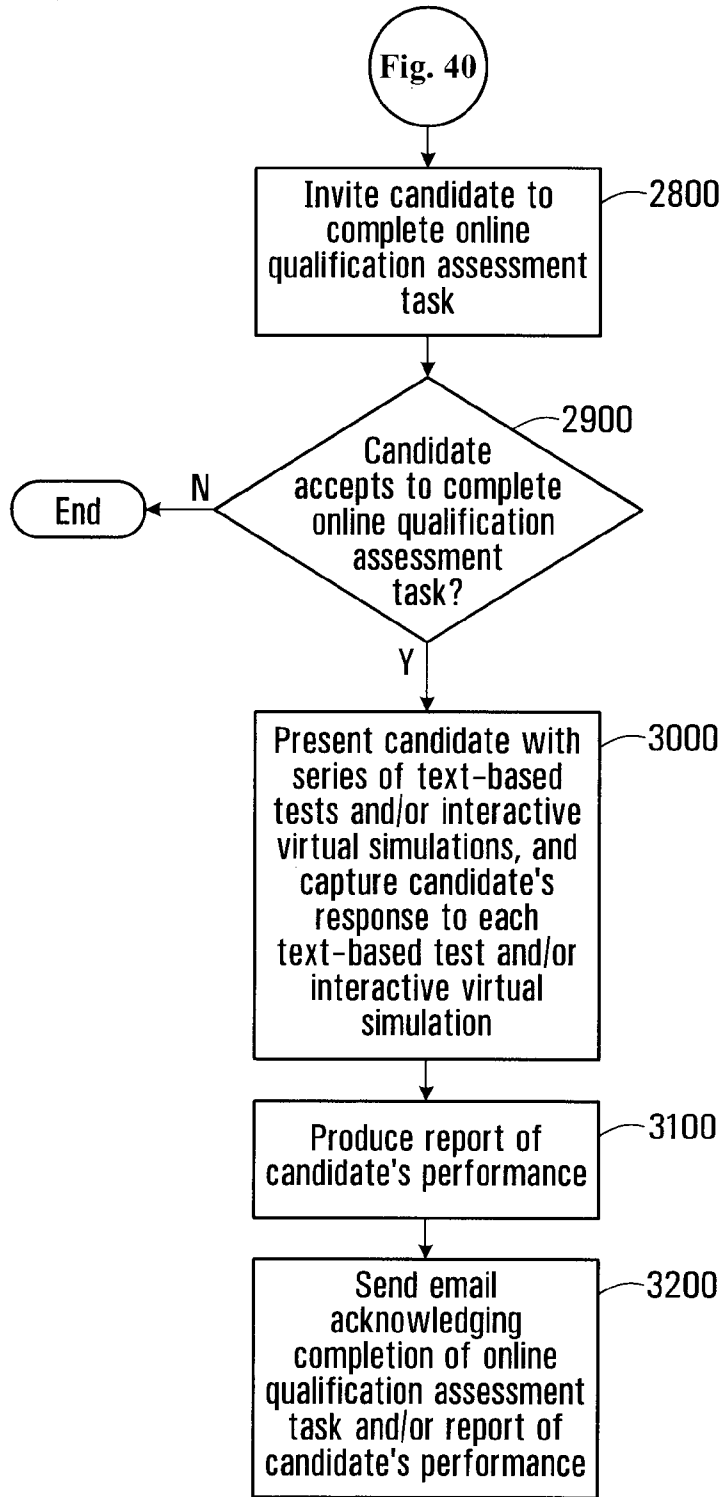 Fig. 40
Invite candidate to
complete online
qualification assessment
task
2800
2900
Candidate
accepts to complete
online qualification
assessment
task?
N
End
Y
Present candidate with
series of text-based
tests and/or interactive
virtual simulations, and
capture candidate's
response to each
text-based test and/or
interactive virtual
simulation
3000
Produce report of
candidate's performance
3100
Send email
acknowledging
completion of online
qualification assessment
task and/or report of
candidate's performance
3200